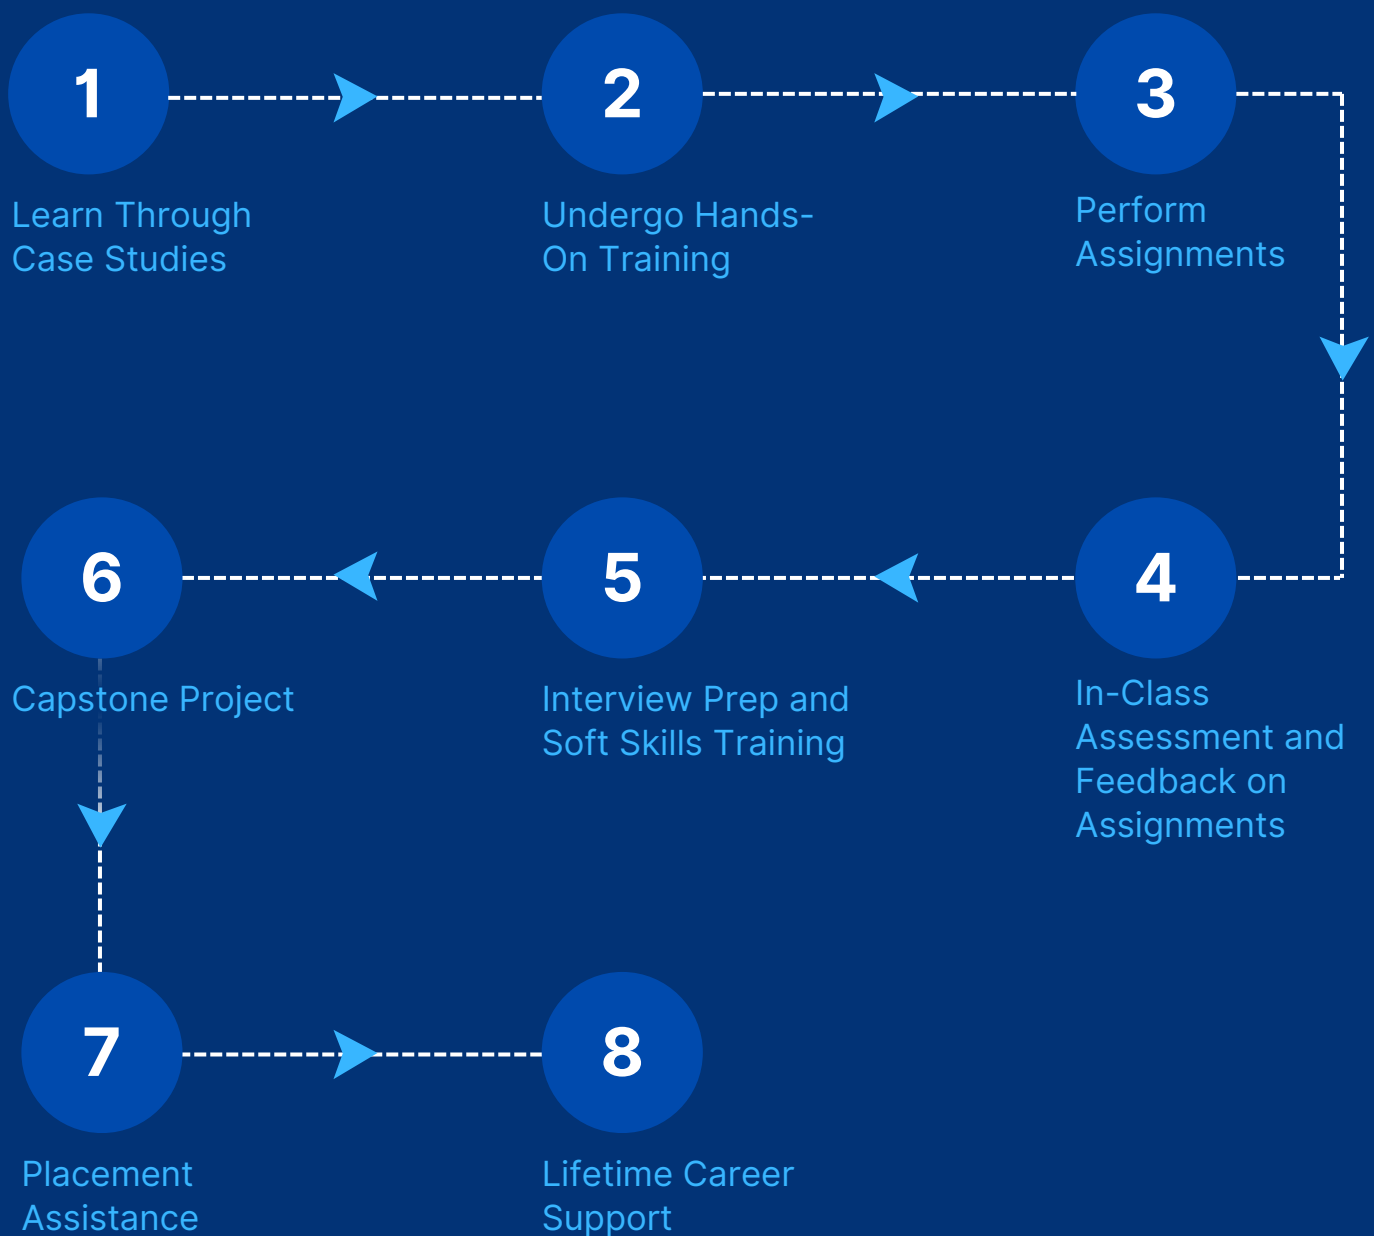 1
Learn Through
Case Studies
2
Undergo Hands-
On Training
3
Perform
Assignments
4
In-Class
Assessment and
Feedback on
Assignments
5
Interview Prep and
Soft Skills Training
6
Capstone Project
7
Placement
Assistance
8
Lifetime Career
Support